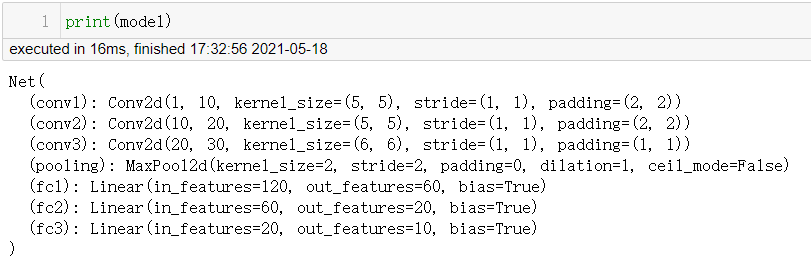 1 print(model)
executed in 16ms, finished 17:32:56 2021-05-18
Net(
(conv1): Conv2d(1, 10, kernel_size=(5, 5), stride=(1, 1), padding=(2, 2))
(conv2): Conv2d(10, 20, kernel_size=(5, 5), stride=(1, 1), padding=(2, 2))
(conv3): Conv2d(20, 30, kernel_size=(6, 6), stride=(1, 1), padding=(1, 1))
(pooling): MaxPool2d(kernel_size=2, stride=2, padding=0, dilation=1, ceil_mode=False)
(fc1): Linear(in_features=120, out_features=60, bias=True)
(fc2): Linear(in_features=60, out_features=20, bias=True)
(fc3): Linear(in_features=20, out_features=10, bias=True)
)